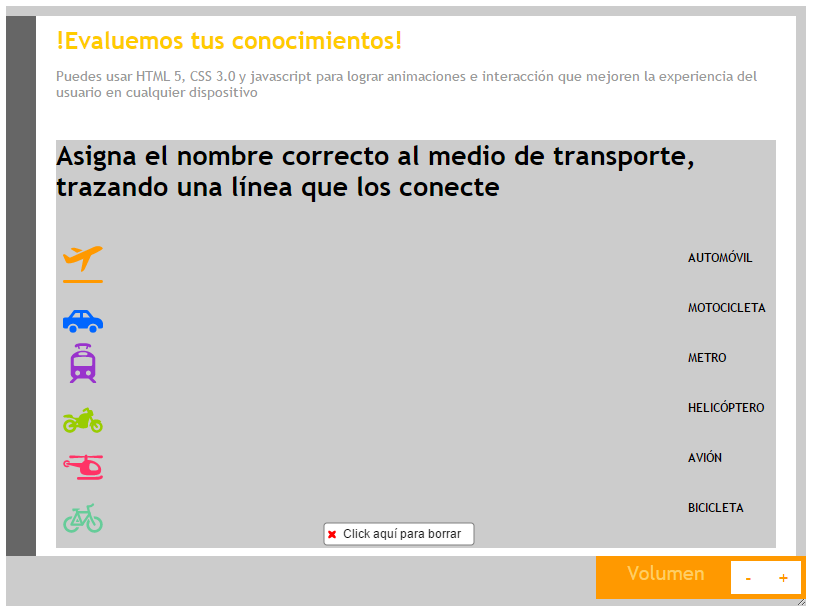 !Evaluemos tus conocimientos!
Puedes usar HTML 5, CSS 3.0 y javascript para lograr animaciones e interacción que mejoren la experiencia del
usuario en cualquier dispositivo
Asigna el nombre correcto al medio de transporte,
trazando una línea que los conecte
AUTOMÓVIL
MOTOCICLETA
METRO
HELICÓPTERO
AVIÓN
BICICLETA
Click aquí para borrar
Volumen - +